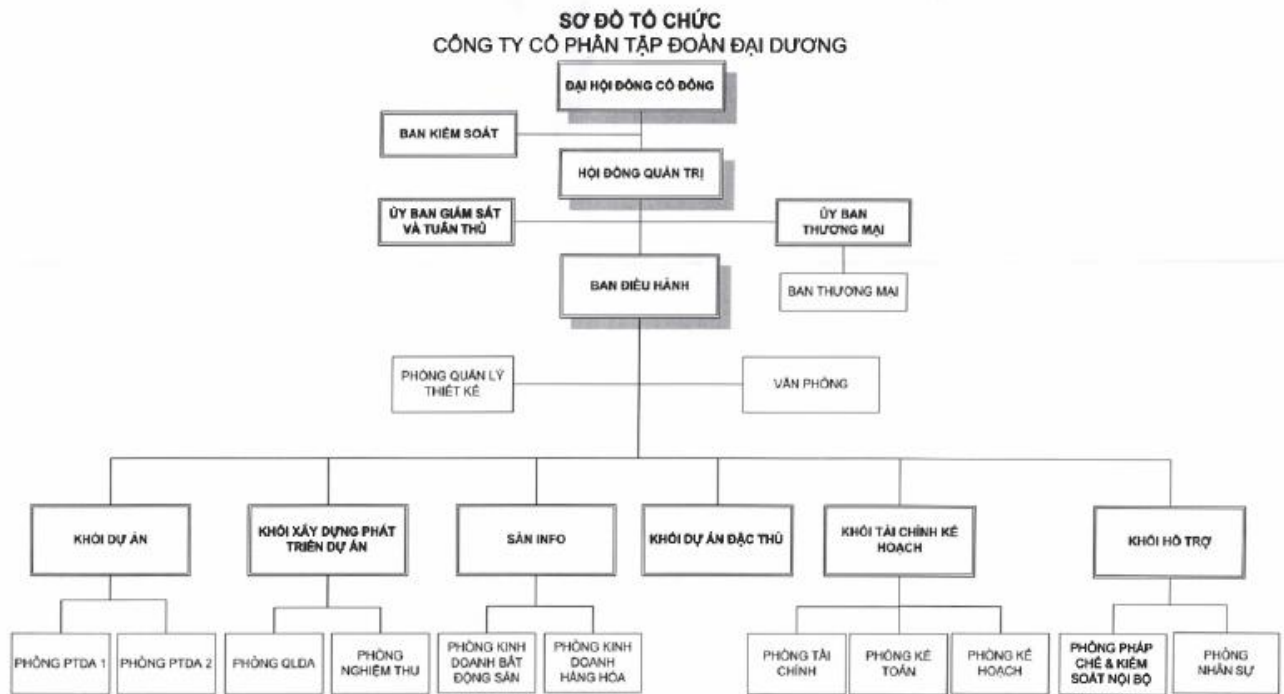 SƠ ĐỒ TỔ CHỨC
CÔNG TY CỔ PHẦN TẬP ĐOÀN ĐẠI DƯƠNG
ĐẠI HỘI ĐỒNG CỔ ĐÔNG
BAN KIỂM SOÁT
HỘI ĐỒNG QUẢN TRỊ
ỦY BAN GIÁM SÁT
VÀ TUÂN THỦ
ỦY BAN
THƯƠNG MẠI
BAN ĐIỀU HÀNH
BAN THƯƠNG MẠI
PHÒNG QUẢN LÝ
THIẾT KẾ
VĂN PHÒNG
KHỐI DỰ ÁN
KHỐI XÂY DỰNG PHÁT
TRIỂN DỰ ÁN
SÀN INFO
KHỐI DỰ ÁN ĐẶC THÙ
KHỐI TÀI CHÍNH KẾ
HOẠCH
KHỐI HỖ TRỢ
PHÒNG PTDA 1
PHÒNG PTDA 2
PHÒNG QLDA
PHÒNG
NGHIỆM THU
PHÒNG KINH
DOANH BẤT
ĐỘNG SẢN
PHÒNG KINH
DOANH
HÀNG HÓA
PHÒNG TÀI
CHÍNH
PHÒNG KẾ
TOÁN
PHÒNG KẾ
HOẠCH
PHÒNG PHÁP
CHẾ & KIỂM
SOÁT NỘI BỘ
PHÒNG
NHÂN SỰ